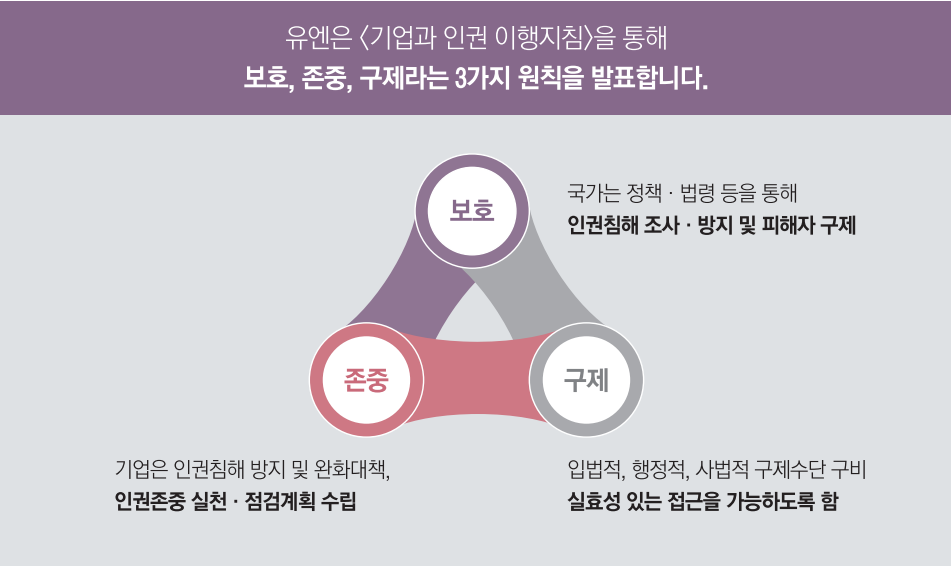 유엔은 〈기업과 인권 이행지침〉을 통해
보호, 존중, 구제라는 3가지 원칙을 발표합니다.
보호
국가는 정책 · 법령 등을 통해
인권침해 조사 · 방지 및 피해자 구제
존중
구제
기업은 인권침해 방지 및 완화대책,
인권존중 실천 · 점검계획 수립
입법적, 행정적, 사법적 구제수단 구비
실효성 있는 접근을 가능하도록 함